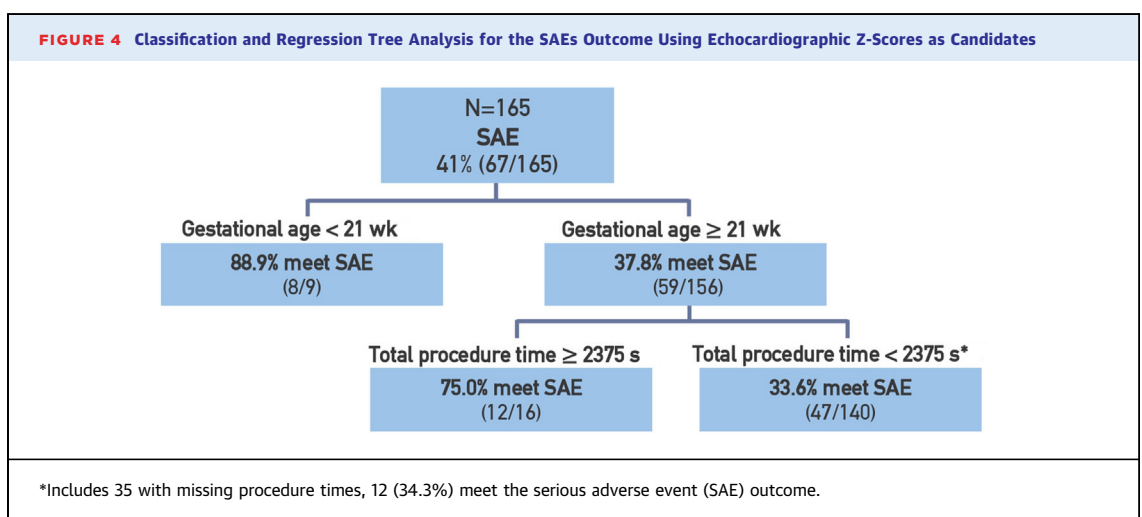 FIGURE 4 Classification and Regression Tree Analysis for the SAEs Outcome Using Echocardiographic Z-Scores as Candidates
N=165
SAE
41% (67/165)
Gestational age < 21 wk
88.9% meet SAE
(8/9)
Gestational age ≥ 21 wk
37.8% meet SAE
(59/156)
Total procedure time ≥ 2375 s
75.0% meet SAE
(12/16)
Total procedure time < 2375 s*
33.6% meet SAE
(47/140)
*Includes 35 with missing procedure times, 12 (34.3%) meet the serious adverse event (SAE) outcome.